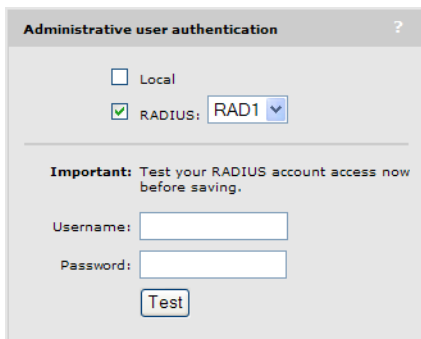 Administrative user authentication ?
Local
RADIUS: RAD1
Important: Test your RADIUS account access now
before saving.
Username:
Password:
Test